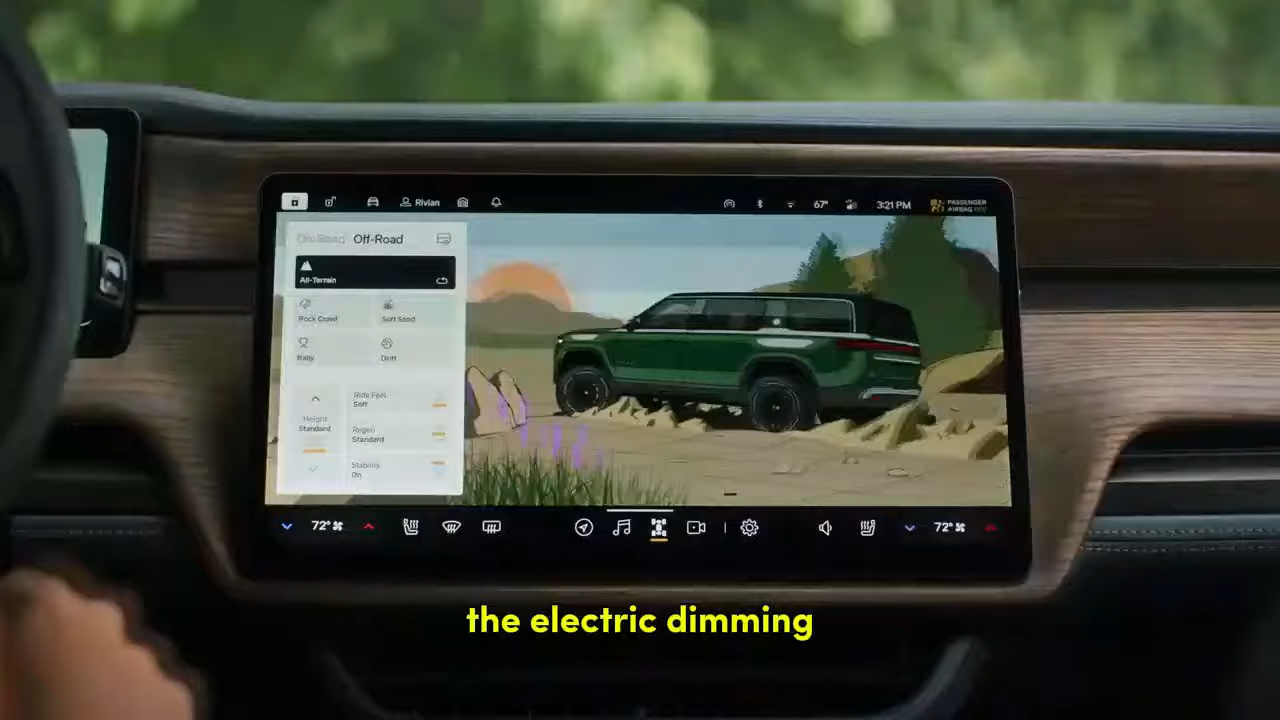 Rivian
67°
3:21 PM
PASSENGER
AIRBAG OFF
On-Road Off-Road
All-Terrain
Rock Crawl Soft Sand
Rally Drift
Height
Standard
Ride Feel
Soft
Regen
Standard
Stability
On
72° 72°
the electric dimming